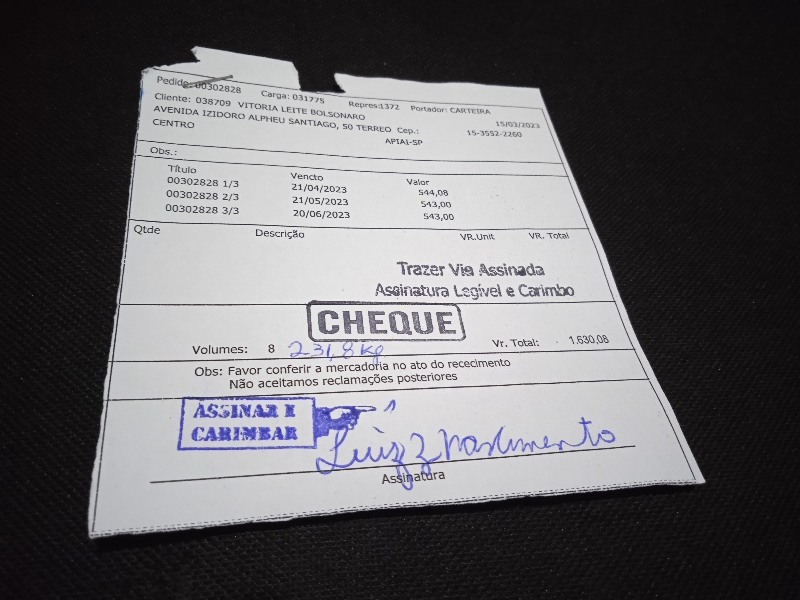 Pedido: 00302828 Carga: 031775 Repres:1372 Portador: CARTEIRA
Cliente: 038709 VITORIA LEITE BOLSONARO 15/03/2023
AVENIDA IZIDORO ALPHEU SANTIAGO, 50 TERREO Cep.: 15-3552-2260
CENTRO APIAI-SP
Obs.:
Título Vencto Valor
00302828 1/3 21/04/2023 544,08
00302828 2/3 21/05/2023 543,00
00302828 3/3 20/06/2023 543,00
Qtde Descrição VR.Unit VR. Total
Trazer Via Assinada
Assinatura Legível e Carimbo
CHEQUE
Volumes: 8 231,8 kg Vr. Total: 1.630,08
Obs: Favor conferir a mercadoria no ato do rececimento
Não aceitamos reclamações posteriores
ASSINAR E
CARIMBAR
Luiz Z Nascimento
Assinatura